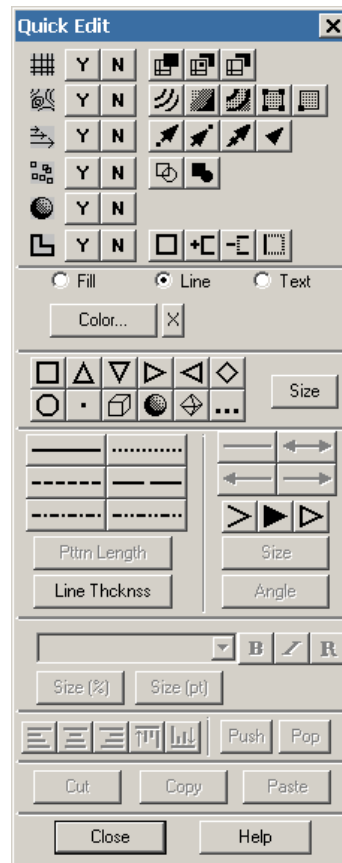 Quick Edit
Y N
Y N
Y N
Y N
Y N
Y N
Fill Line Text
Color... X
Size
...
Pttrn Length Size
Line Thcknss Angle
B I R
Size (%) Size (pt)
Push Pop
Cut Copy Paste
Close Help